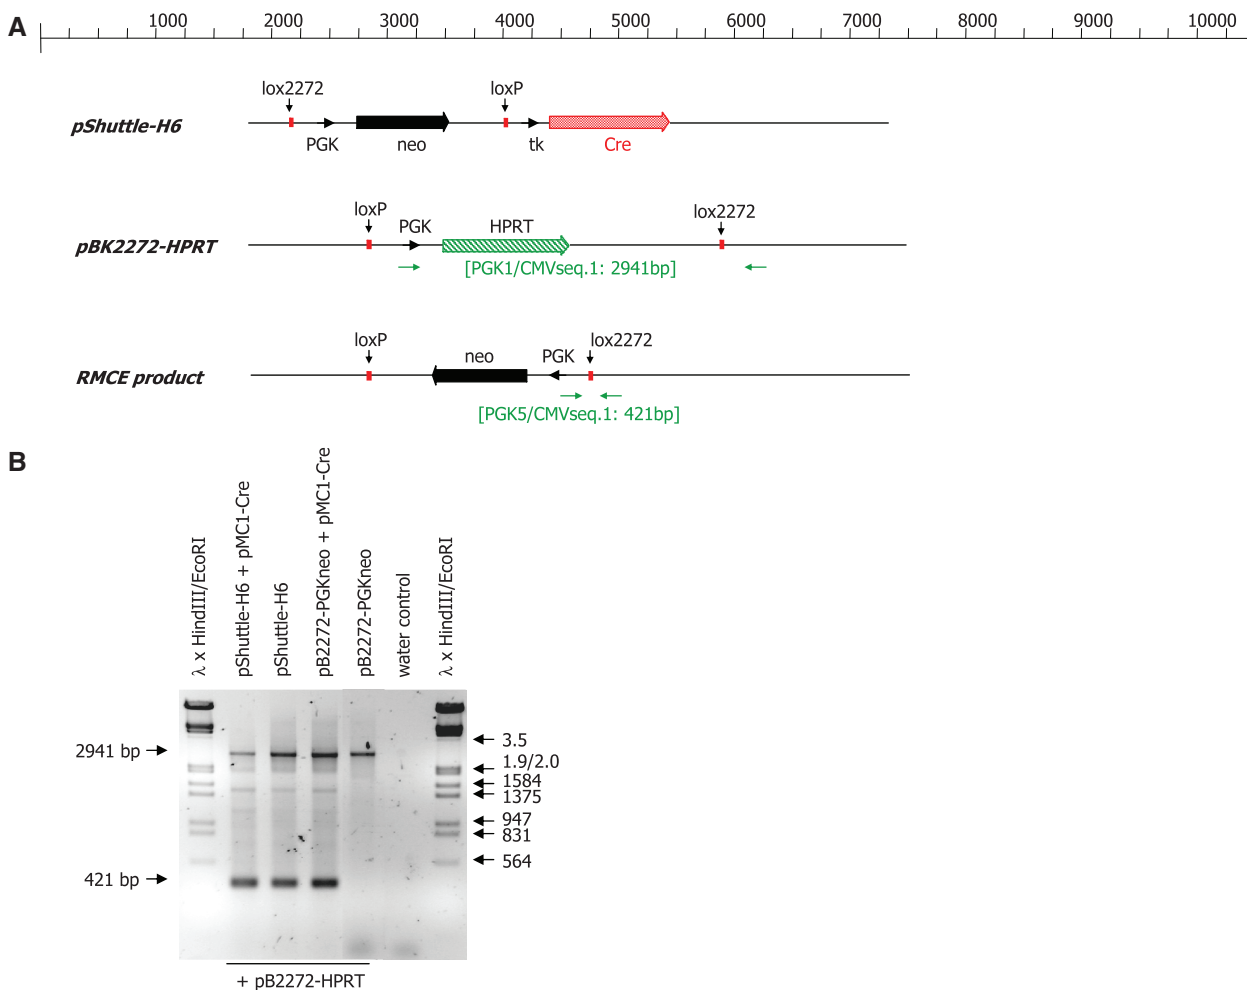 A
1000 2000 3000 4000 5000 6000 7000 8000 9000 10000
lox2272 loxP
pShuttle-H6
PGK neo tk Cre
loxP PGK HPRT lox2272
pBK2272-HPRT
[PGK1/CMVseq.1: 2941bp]
loxP neo PGK lox2272
RMCE product
[PGK5/CMVseq.1: 421bp]
B
λ x HindIII/EcoRI
pShuttle-H6 + pMC1-Cre
pShuttle-H6
pB2272-PGKneo + pMC1-Cre
pB2272-PGKneo
water control
λ x HindIII/EcoRI
2941 bp
421 bp
3.5
1.9/2.0
1584
1375
947
831
564
+ pB2272-HPRT